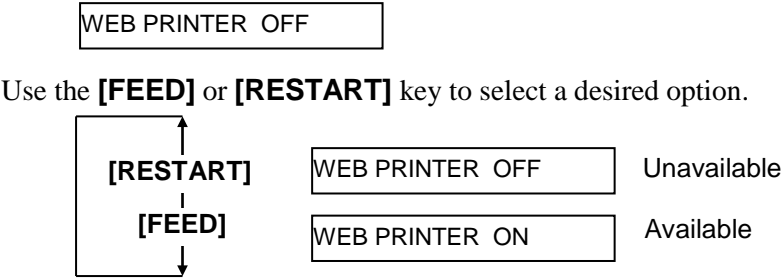 WEB PRINTER OFF
Use the [FEED] or [RESTART] key to select a desired option.
[RESTART] WEB PRINTER OFF Unavailable
[FEED] WEB PRINTER ON Available